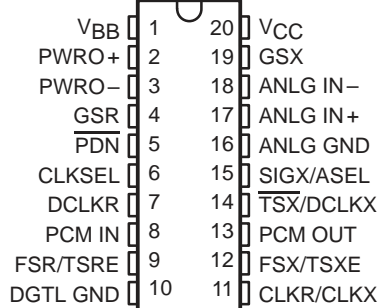 VBB 1 20 VCC
PWRO+ 2 19 GSX
PWRO– 3 18 ANLG IN–
GSR 4 17 ANLG IN+
PDN 5 16 ANLG GND
CLKSEL 6 15 SIGX/ASEL
DCLKR 7 14 TSX/DCLKX
PCM IN 8 13 PCM OUT
FSR/TSRE 9 12 FSX/TSXE
DGTL GND 10 11 CLKR/CLKX